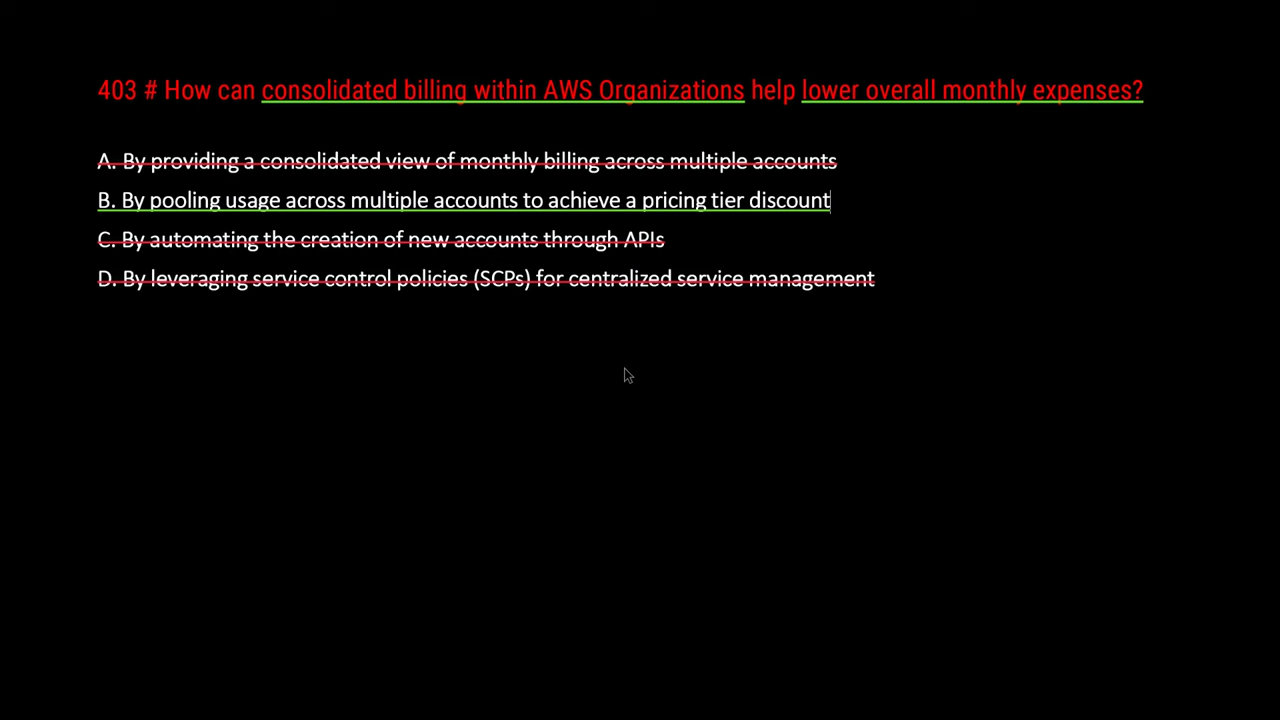 403 # How can consolidated billing within AWS Organizations help lower overall monthly expenses?
A. By providing a consolidated view of monthly billing across multiple accounts
B. By pooling usage across multiple accounts to achieve a pricing tier discount
C. By automating the creation of new accounts through APIs
D. By leveraging service control policies (SCPs) for centralized service management